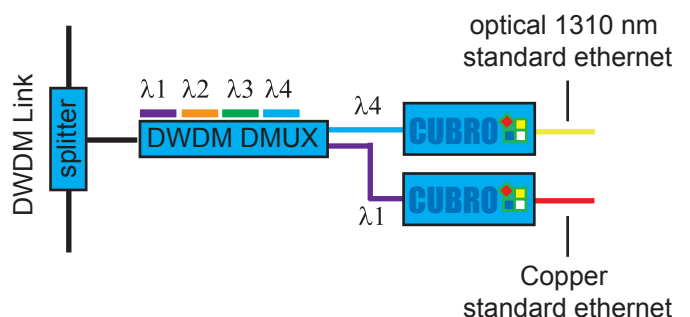 optical 1310 nm
standard ethernet
DWDM Link
splitter
λ1 λ2 λ3 λ4
DWDM DMUX
λ4
CUBRO
λ1
CUBRO
Copper
standard ethernet